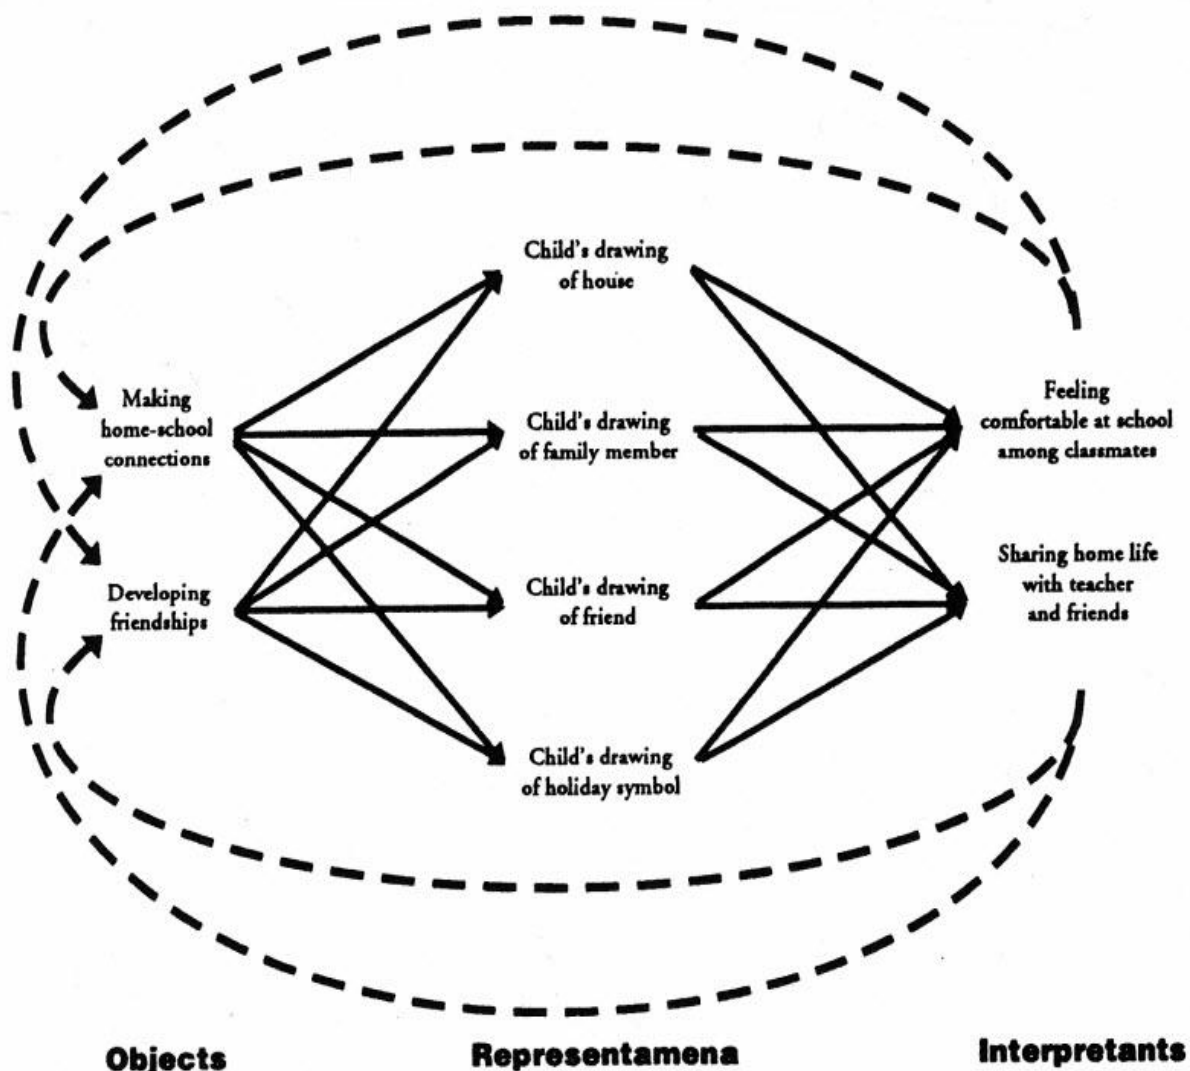 Child's drawing
of house
Making
home-school
connections
Child's drawing
of family member
Feeling
comfortable at school
among classmates
Developing
friendships
Child's drawing
of friend
Sharing home life
with teacher
and friends
Child's drawing
of holiday symbol
Objects
Representamena
Interpretants